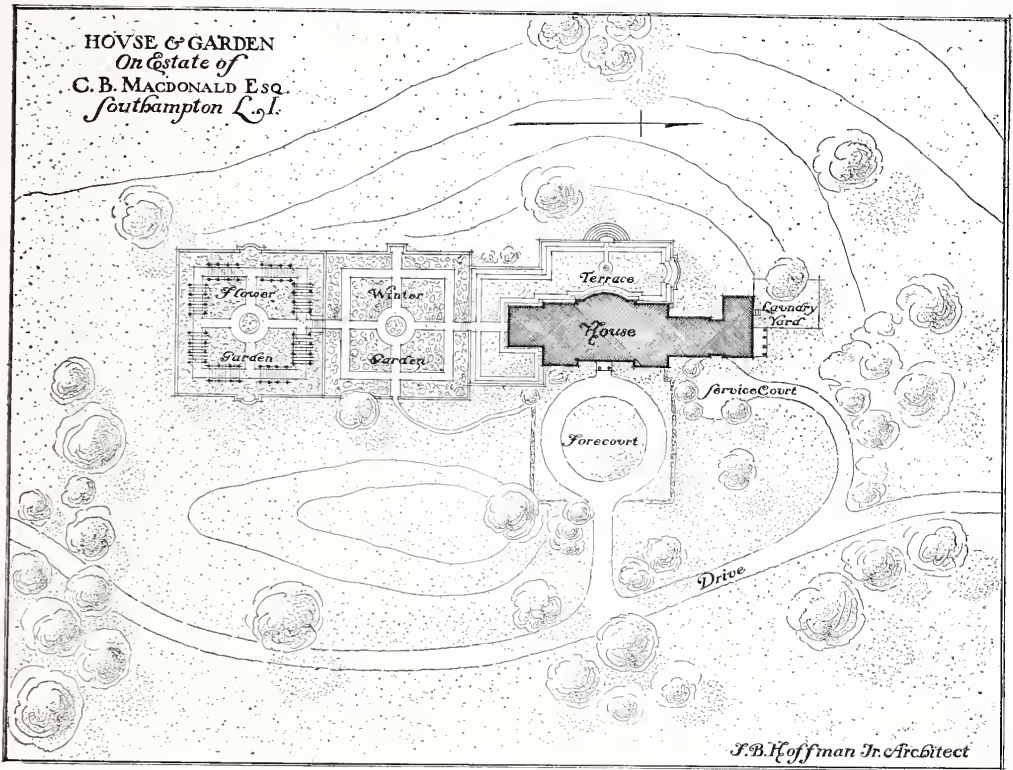 HOVSE & GARDEN
On Estate of
C. B. MACDONALD ESQ.
Southampton L. I.
Flower
Garden
Winter
Garden
Terrace
House
Laundry
Yard
Service Court
Forecourt
Drive
F. B. Hoffman Jr. Architect